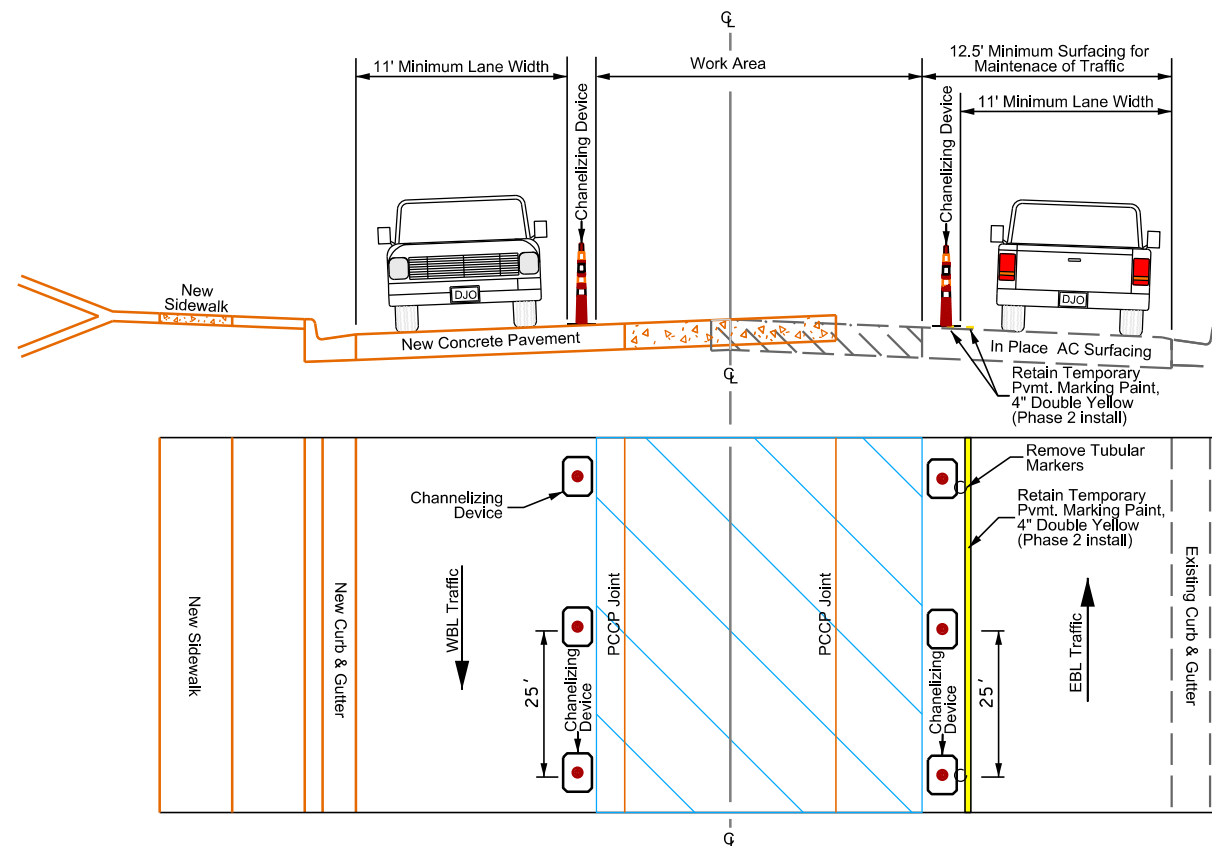 ℄
12.5' Minimum Surfacing for
Maintenace of Traffic
11' Minimum Lane Width
Work Area
11' Minimum Lane Width
Chanelizing Device
Chanelizing Device
New
Sidewalk
DJO
DJO
New Concrete Pavement
In Place AC Surfacing
℄
Retain Temporary
Pvmt. Marking Paint,
4" Double Yellow
(Phase 2 install)
Remove Tubular
Markers
Channelizing
Device
Retain Temporary
Pvmt. Marking Paint,
4" Double Yellow
(Phase 2 install)
New Sidewalk
New Curb & Gutter
WBL Traffic
25'
Chanelizing
Device
PCCP Joint
PCCP Joint
Chanelizing
Device
25'
EBL Traffic
Existing Curb & Gutter
℄